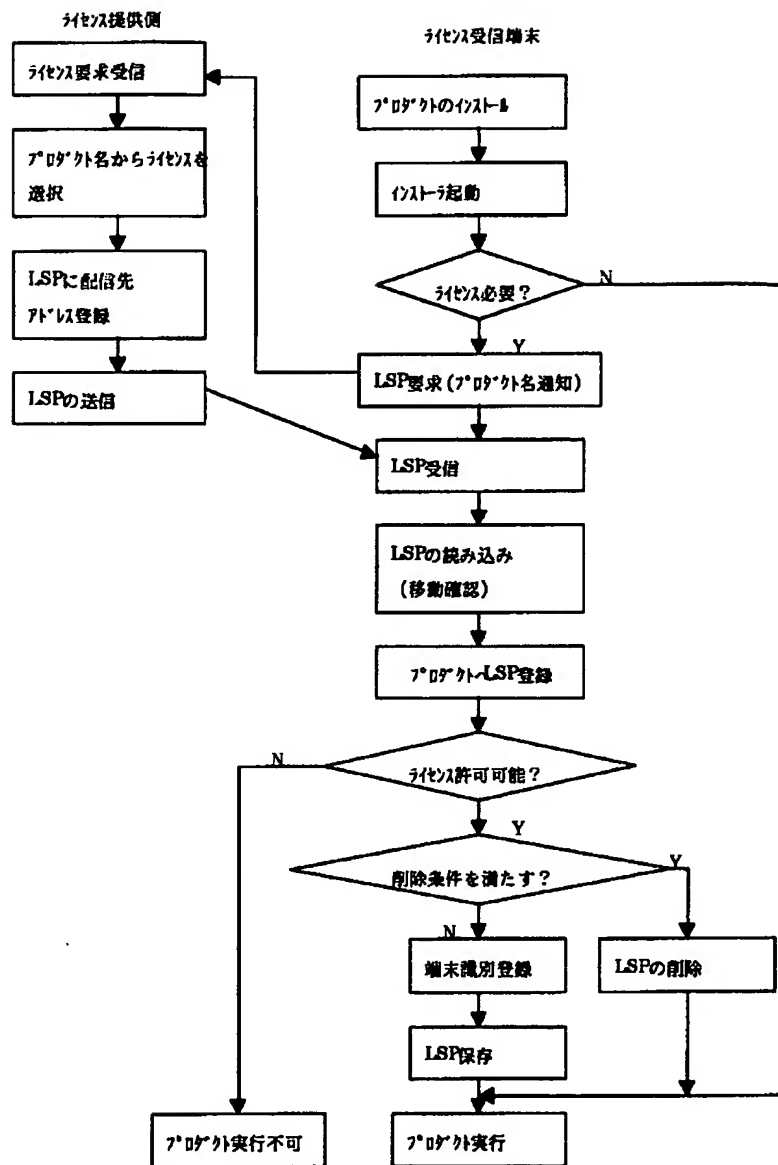 ﾗｲｾﾝｽ提供側
ﾗｲｾﾝｽ要求受信
ﾌﾟﾛﾀﾞｸﾄ名からﾗｲｾﾝｽを
選択
LSPに配信先
ｱﾄﾞﾚｽ登録
LSPの送信
ﾗｲｾﾝｽ受信端末
ﾌﾟﾛﾀﾞｸﾄのｲﾝｽﾄｰﾙ
ｲﾝｽﾄｰﾗ起動
ﾗｲｾﾝｽ必要？
N
Y
LSP要求(ﾌﾟﾛﾀﾞｸﾄ名通知)
LSP受信
LSPの読み込み
(移動確認)
ﾌﾟﾛﾀﾞｸﾄへLSP登録
ﾗｲｾﾝｽ許可可能？
N
Y
削除条件を満たす？
Y
N
端末識別登録
LSPの削除
LSP保存
ﾌﾟﾛﾀﾞｸﾄ実行不可
ﾌﾟﾛﾀﾞｸﾄ実行